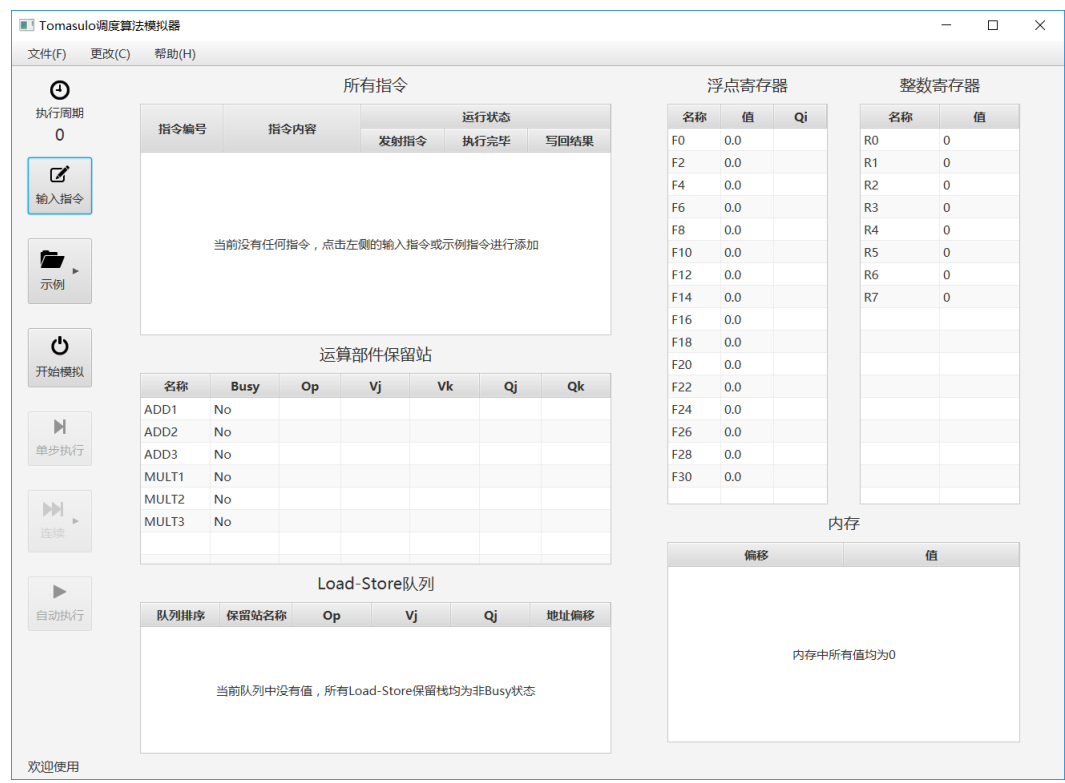 Tomasulo调度算法模拟器
文件(F) 更改(C) 帮助(H)
执行周期
0
输入指令
示例
开始模拟
单步执行
连续
自动执行
所有指令
指令编号 指令内容 运行状态
发射指令 执行完毕 写回结果
当前没有任何指令，点击左侧的输入指令或示例指令进行添加
运算部件保留站
名称 Busy Op Vj Vk Qj Qk
ADD1 No
ADD2 No
ADD3 No
MULT1 No
MULT2 No
MULT3 No
Load-Store队列
队列排序 保留站名称 Op Vj Qj 地址偏移
当前队列中没有值，所有Load-Store保留栈均为非Busy状态
浮点寄存器
名称 值 Qi
F0 0.0
F2 0.0
F4 0.0
F6 0.0
F8 0.0
F10 0.0
F12 0.0
F14 0.0
F16 0.0
F18 0.0
F20 0.0
F22 0.0
F24 0.0
F26 0.0
F28 0.0
F30 0.0
整数寄存器
名称 值
R0 0
R1 0
R2 0
R3 0
R4 0
R5 0
R6 0
R7 0
内存
偏移 值
内存中所有值均为0
欢迎使用